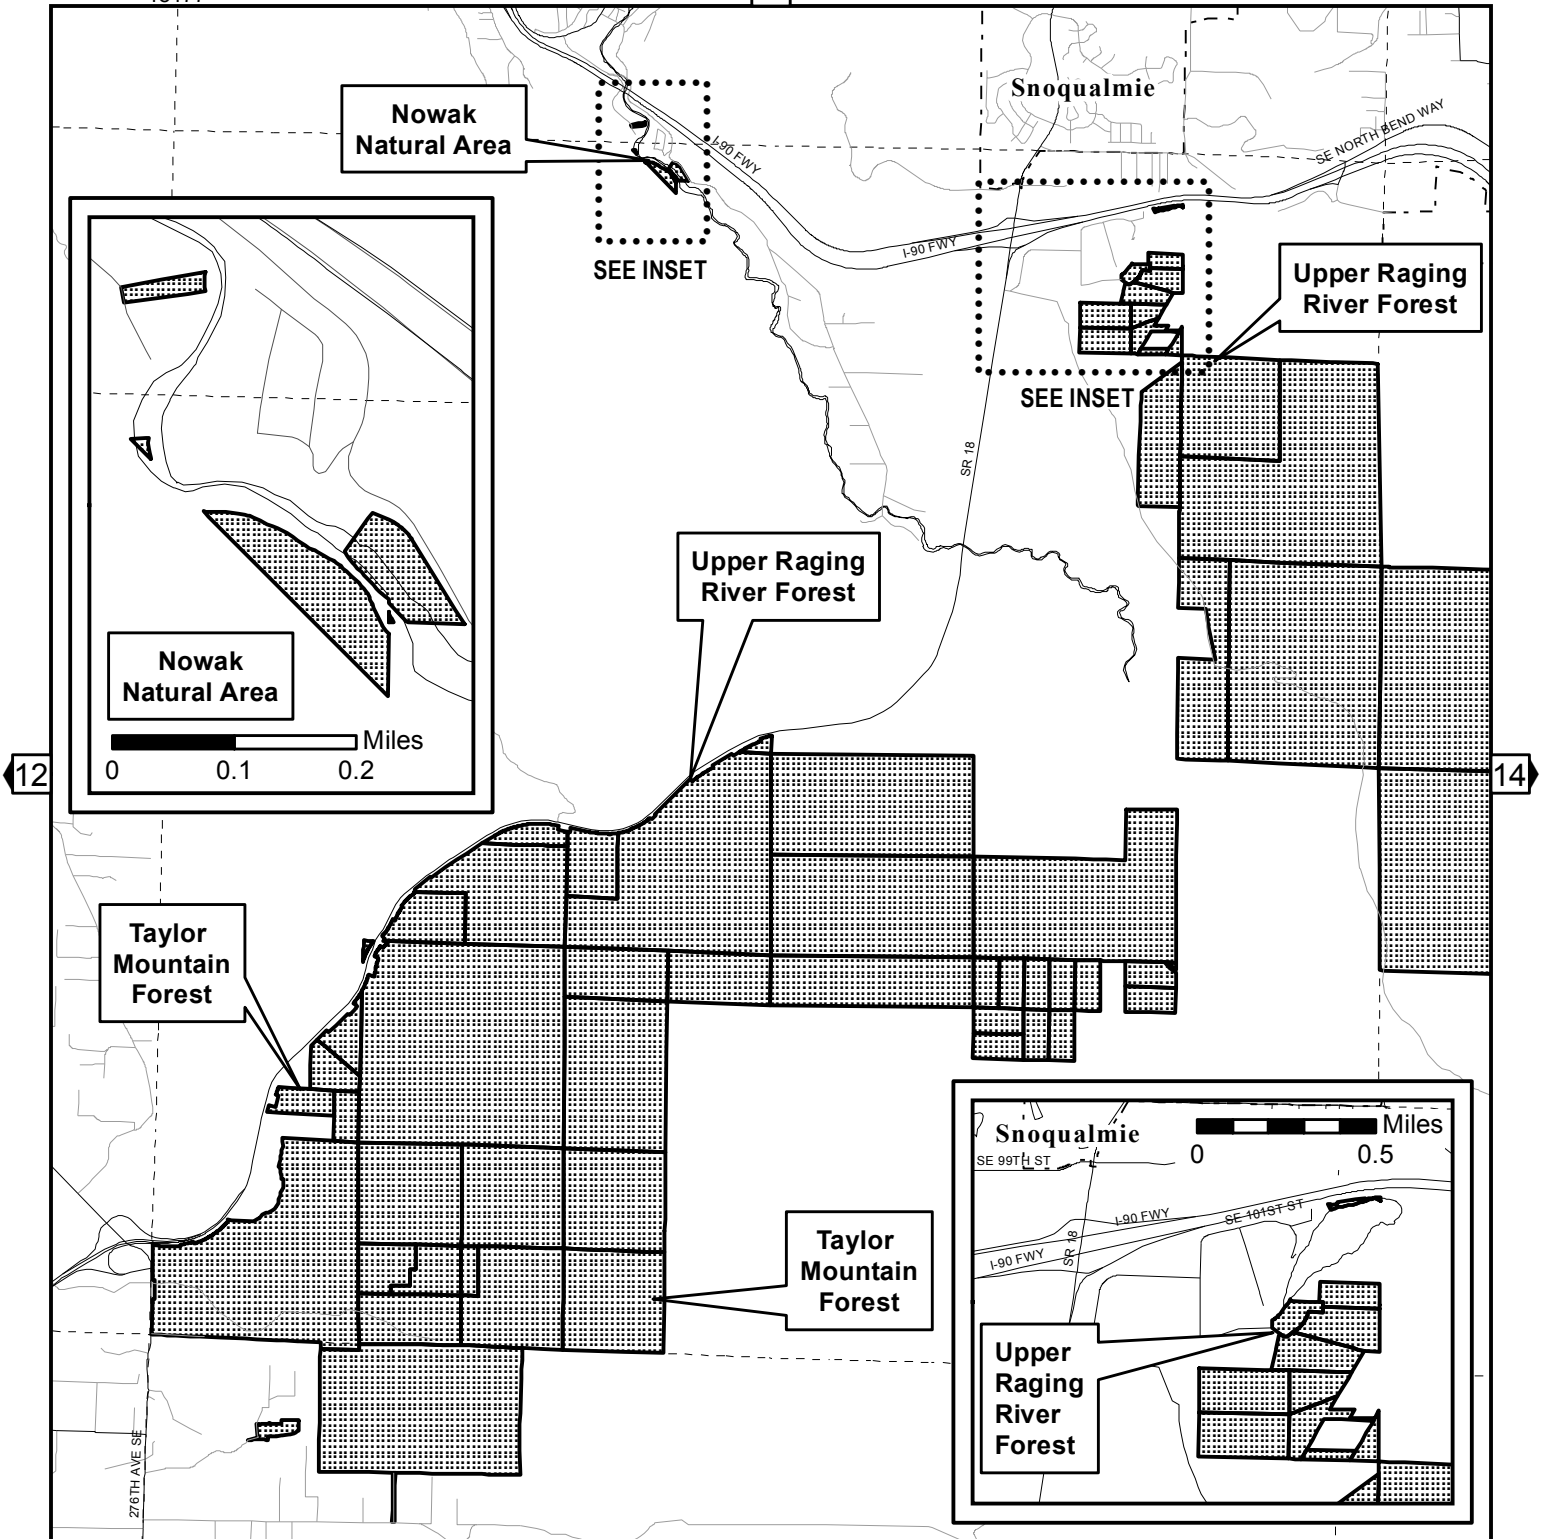 Snoqualmie
Nowak
Natural Area
I-90 FWY
SE NORTH BEND WAY
SEE INSET
I-90 FWY
Upper Raging
River Forest
SEE INSET
SR 18
Upper Raging
River Forest
Nowak
Natural Area
Miles
0 0.1 0.2
12
14
Taylor
Mountain
Forest
Snoqualmie
Miles
0 0.5
SE 99TH ST
I-90 FWY
SE 101ST ST
I-90 FWY
SR 18
Upper
Raging
River
Forest
Taylor
Mountain
Forest
276TH AVE SE